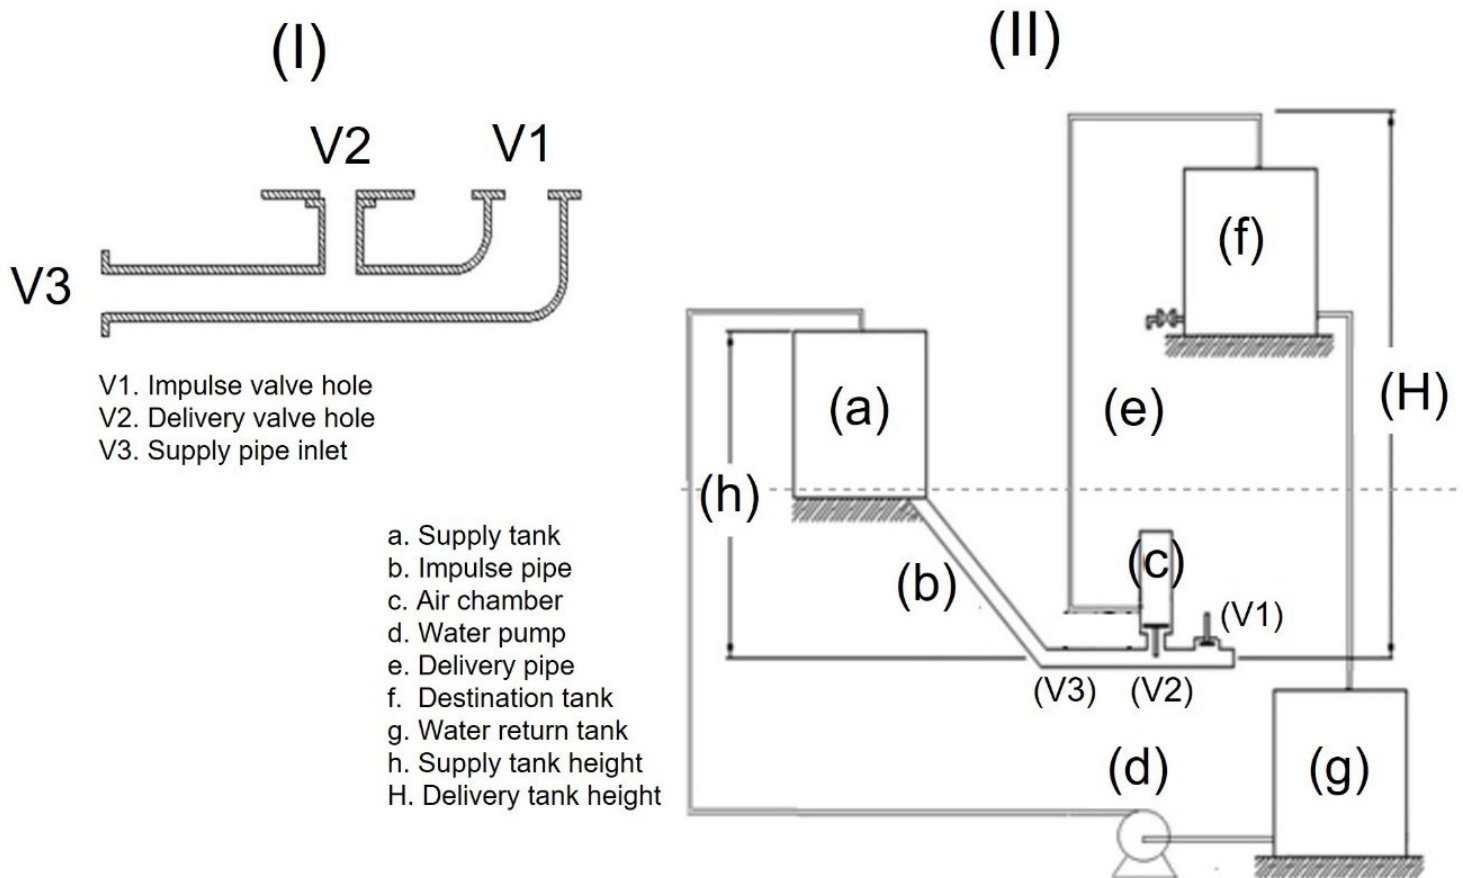 (I)
(II)
V2
V1
V3
V1. Impulse valve hole
V2. Delivery valve hole
V3. Supply pipe inlet
(f)
(a)
(e)
(H)
(h)
(c)
(b)
(V1)
(V3)
(V2)
a. Supply tank
b. Impulse pipe
c. Air chamber
d. Water pump
e. Delivery pipe
f. Destination tank
g. Water return tank
h. Supply tank height
H. Delivery tank height
(d)
(g)